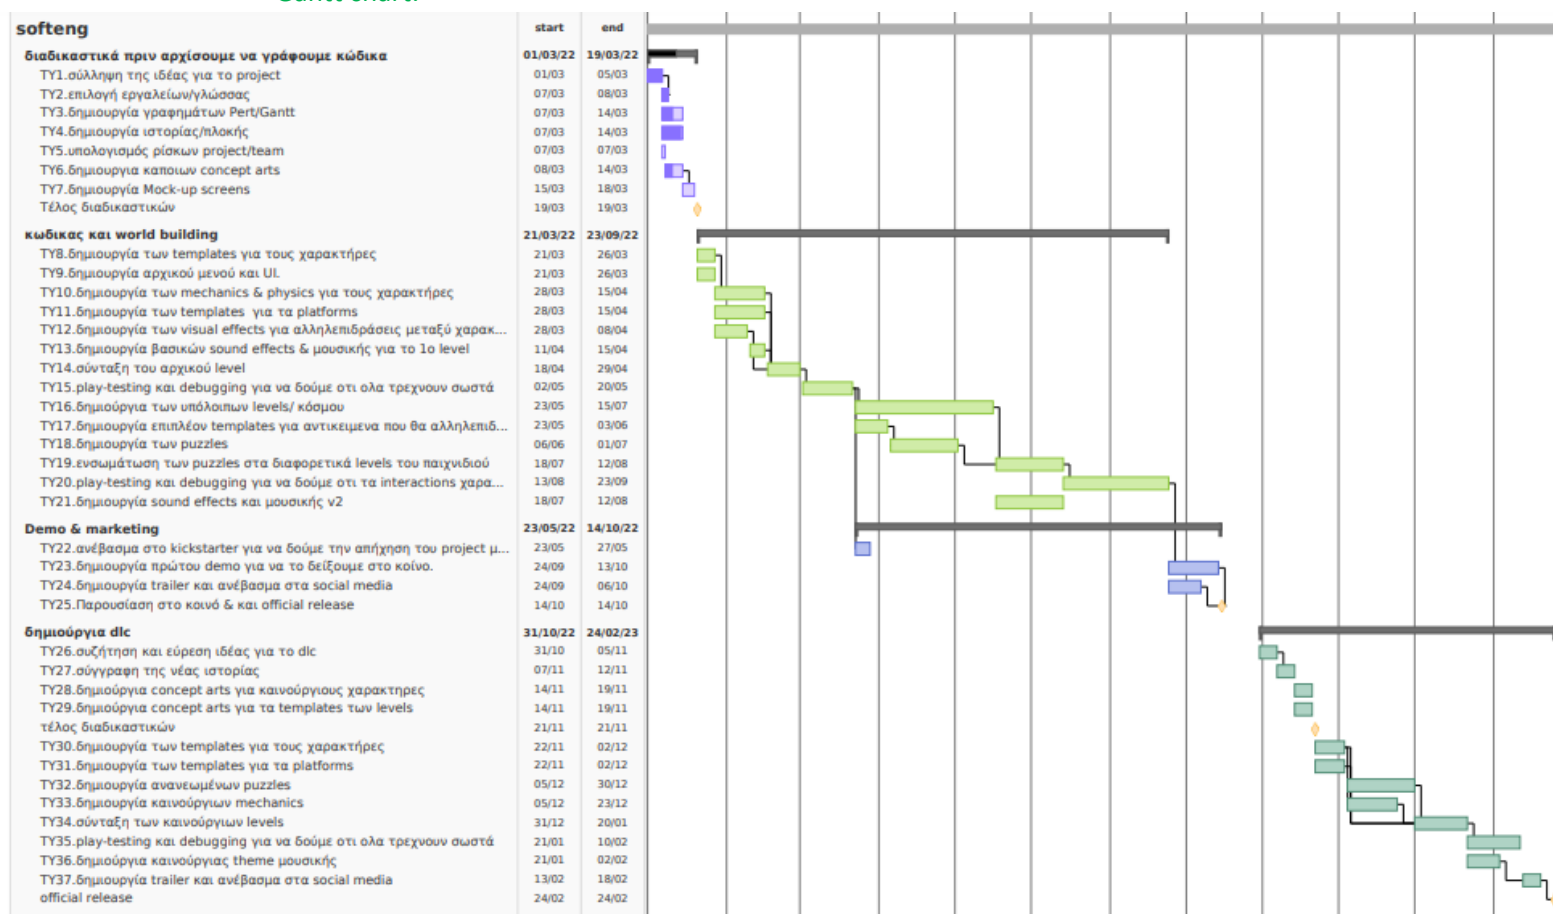 Gantt chart:
softeng start end
διαδικαστικά πριν αρχίσουμε να γράφουμε κώδικα 01/03/22 19/03/22
TY1.σύλληψη της ιδέας για το project 01/03 05/03
TY2.επιλογή εργαλείων/γλώσσας 07/03 08/03
TY3.δημιουργία γραφημάτων Pert/Gantt 07/03 14/03
TY4.δημιουργία ιστορίας/πλοκής 07/03 14/03
TY5.υπολογισμός ρίσκων project/team 07/03 07/03
TY6.δημιουργια καποιων concept arts 08/03 14/03
TY7.δημιουργία Mock-up screens 15/03 18/03
Τέλος διαδικαστικών 19/03 19/03
κωδικας και world building 21/03/22 23/09/22
TY8.δημιουργία των templates για τους χαρακτήρες 21/03 26/03
TY9.δημιουργία αρχικού μενού και UI. 21/03 26/03
TY10.δημιουργία των mechanics & physics για τους χαρακτήρες 28/03 15/04
TY11.δημιουργία των templates για τα platforms 28/03 15/04
TY12.δημιουργία των visual effects για αλληλεπιδράσεις μεταξύ χαρακ... 28/03 08/04
TY13.δημιουργία βασικών sound effects & μουσικής για το 1ο level 11/04 15/04
TY14.σύνταξη του αρχικού level 18/04 29/04
TY15.play-testing και debugging για να δούμε οτι ολα τρεχνουν σωστά 02/05 20/05
TY16.δημιούργια των υπόλοιπων levels/ κόσμου 23/05 15/07
TY17.δημιουργία επιπλέον templates για αντικειμενα που θα αλληλεπιδ... 23/05 03/06
TY18.δημιουργία των puzzles 06/06 01/07
TY19.ενσωμάτωση των puzzles στα διαφορετικά levels του παιχνιδιού 18/07 12/08
TY20.play-testing και debugging για να δούμε οτι τα interactions χαρα... 13/08 23/09
TY21.δημιουργία sound effects και μουσικής v2 18/07 12/08
Demo & marketing 23/05/22 14/10/22
TY22.ανέβασμα στο kickstarter για να δούμε την απήχηση του project μ... 23/05 27/05
TY23.δημιουργία πρώτου demo για να το δείξουμε στο κοίνο. 24/09 13/10
TY24.δημιουργία trailer και ανέβασμα στα social media 24/09 06/10
TY25.Παρουσίαση στο κοινό & και official release 14/10 14/10
δημιούργια dlc 31/10/22 24/02/23
TY26.συζήτηση και εύρεση ιδέας για το dlc 31/10 05/11
TY27.σύγγραφη της νέας ιστορίας 07/11 12/11
TY28.δημιούργια concept arts για καινούργιους χαρακτηρες 14/11 19/11
TY29.δημιούργια concept arts για τα templates των levels 14/11 19/11
τέλος διαδικαστικών 21/11 21/11
TY30.δημιουργία των templates για τους χαρακτήρες 22/11 02/12
TY31.δημιουργία των templates για τα platforms 22/11 02/12
TY32.δημιουργία ανανεωμένων puzzles 05/12 30/12
TY33.δημιουργία καινούργιων mechanics 05/12 23/12
TY34.σύνταξη των καινούργιων levels 31/12 20/01
TY35.play-testing και debugging για να δούμε οτι ολα τρεχνουν σωστά 21/01 10/02
TY36.δημιούργια καινούργιας theme μουσικής 21/01 02/02
TY37.δημιουργία trailer και ανέβασμα στα social media 13/02 18/02
official release 24/02 24/02